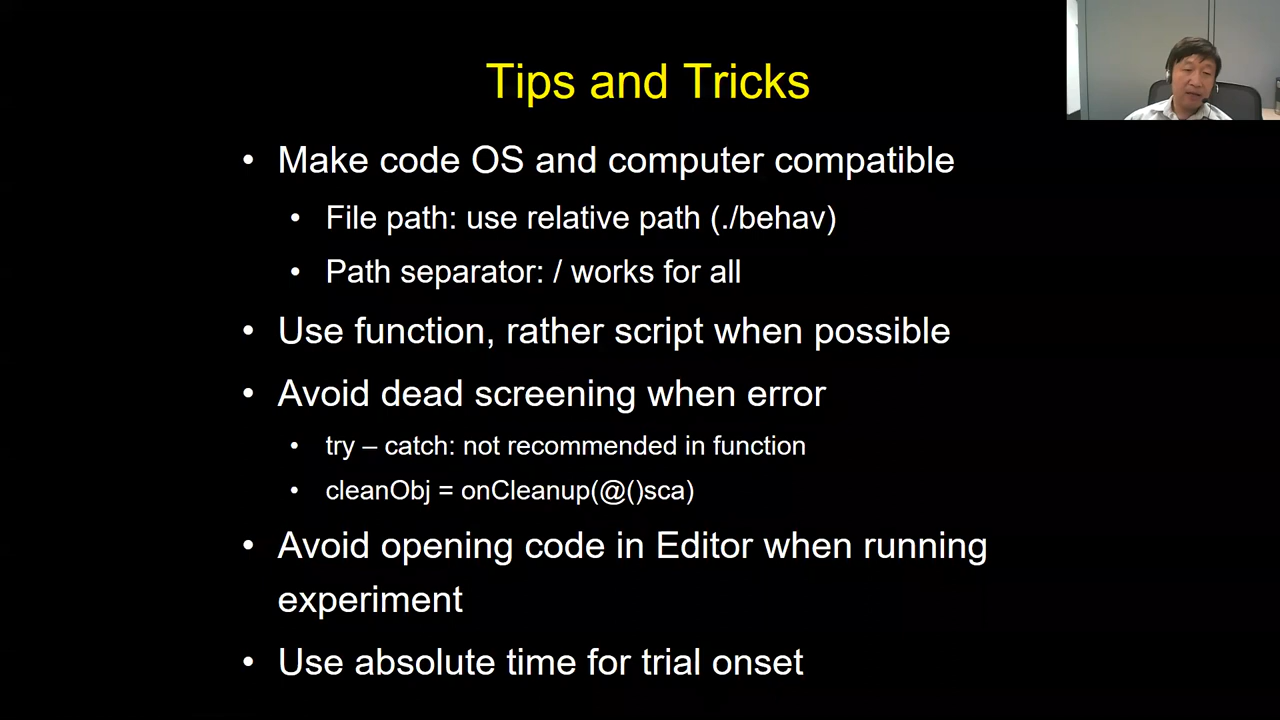 Tips and Tricks
• Make code OS and computer compatible
• File path: use relative path (./behav)
• Path separator: / works for all
• Use function, rather script when possible
• Avoid dead screening when error
• try – catch: not recommended in function
• cleanObj = onCleanup(@()sca)
• Avoid opening code in Editor when running
experiment
• Use absolute time for trial onset